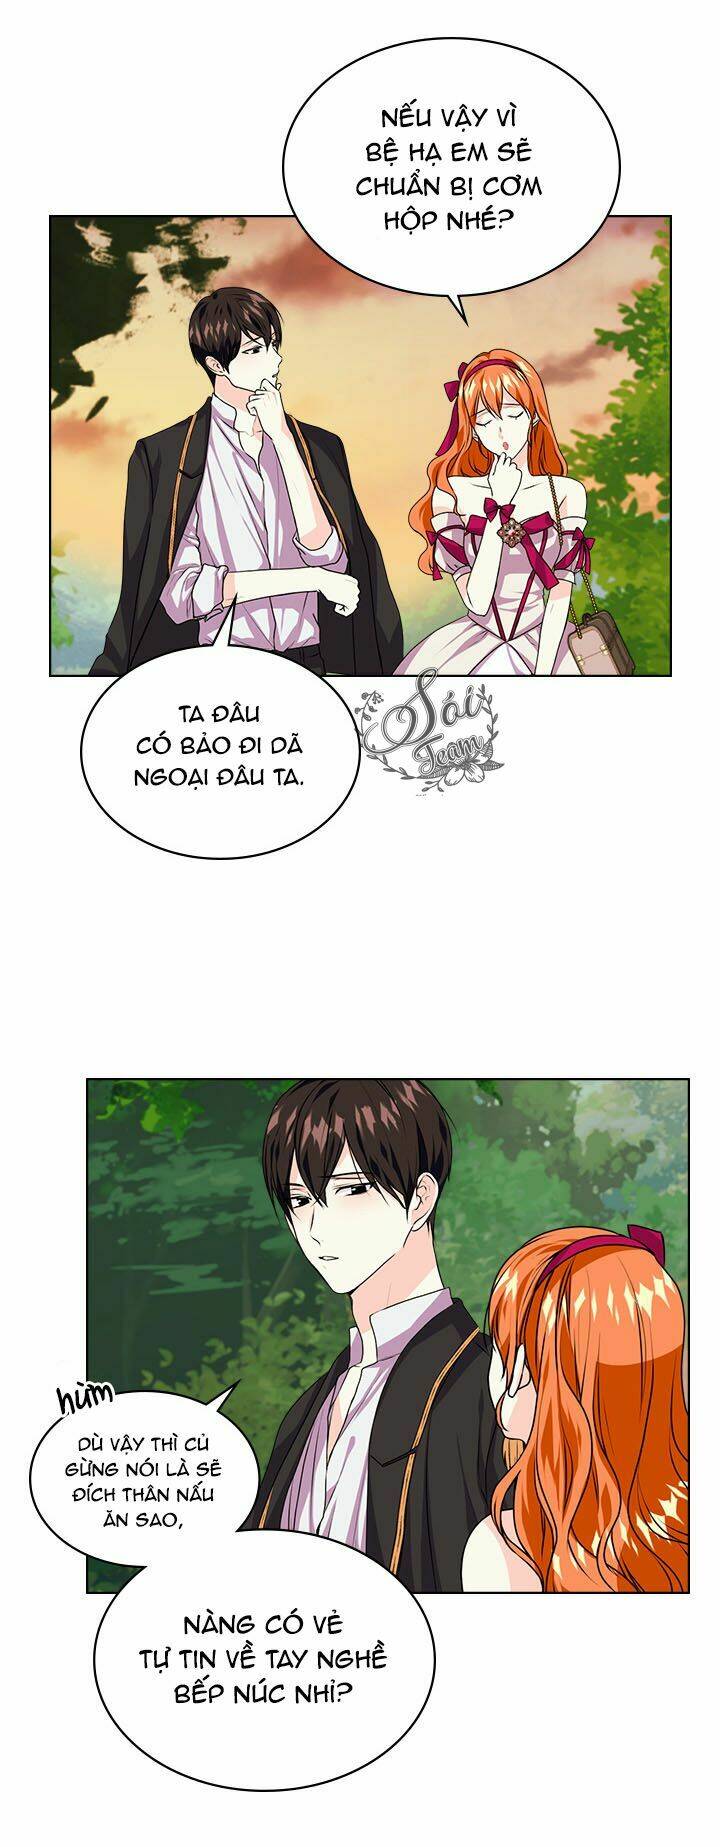 NẾU VẬY VÌ
BỆ HẠ EM SẼ
CHUẨN BỊ CƠM
HỘP NHÉ?
TA ĐÂU
CÓ BẢO ĐI DÃ
NGOẠI ĐÂU TA.
Sói
Team
hừm
DÙ VẬY THÌ CỦ
GỪNG NÓI LÀ SẼ
ĐÍCH THÂN NẤU
ĂN SAO,
NÀNG CÓ VẺ
TỰ TIN VỀ TAY NGHỀ
BẾP NÚC NHỈ?